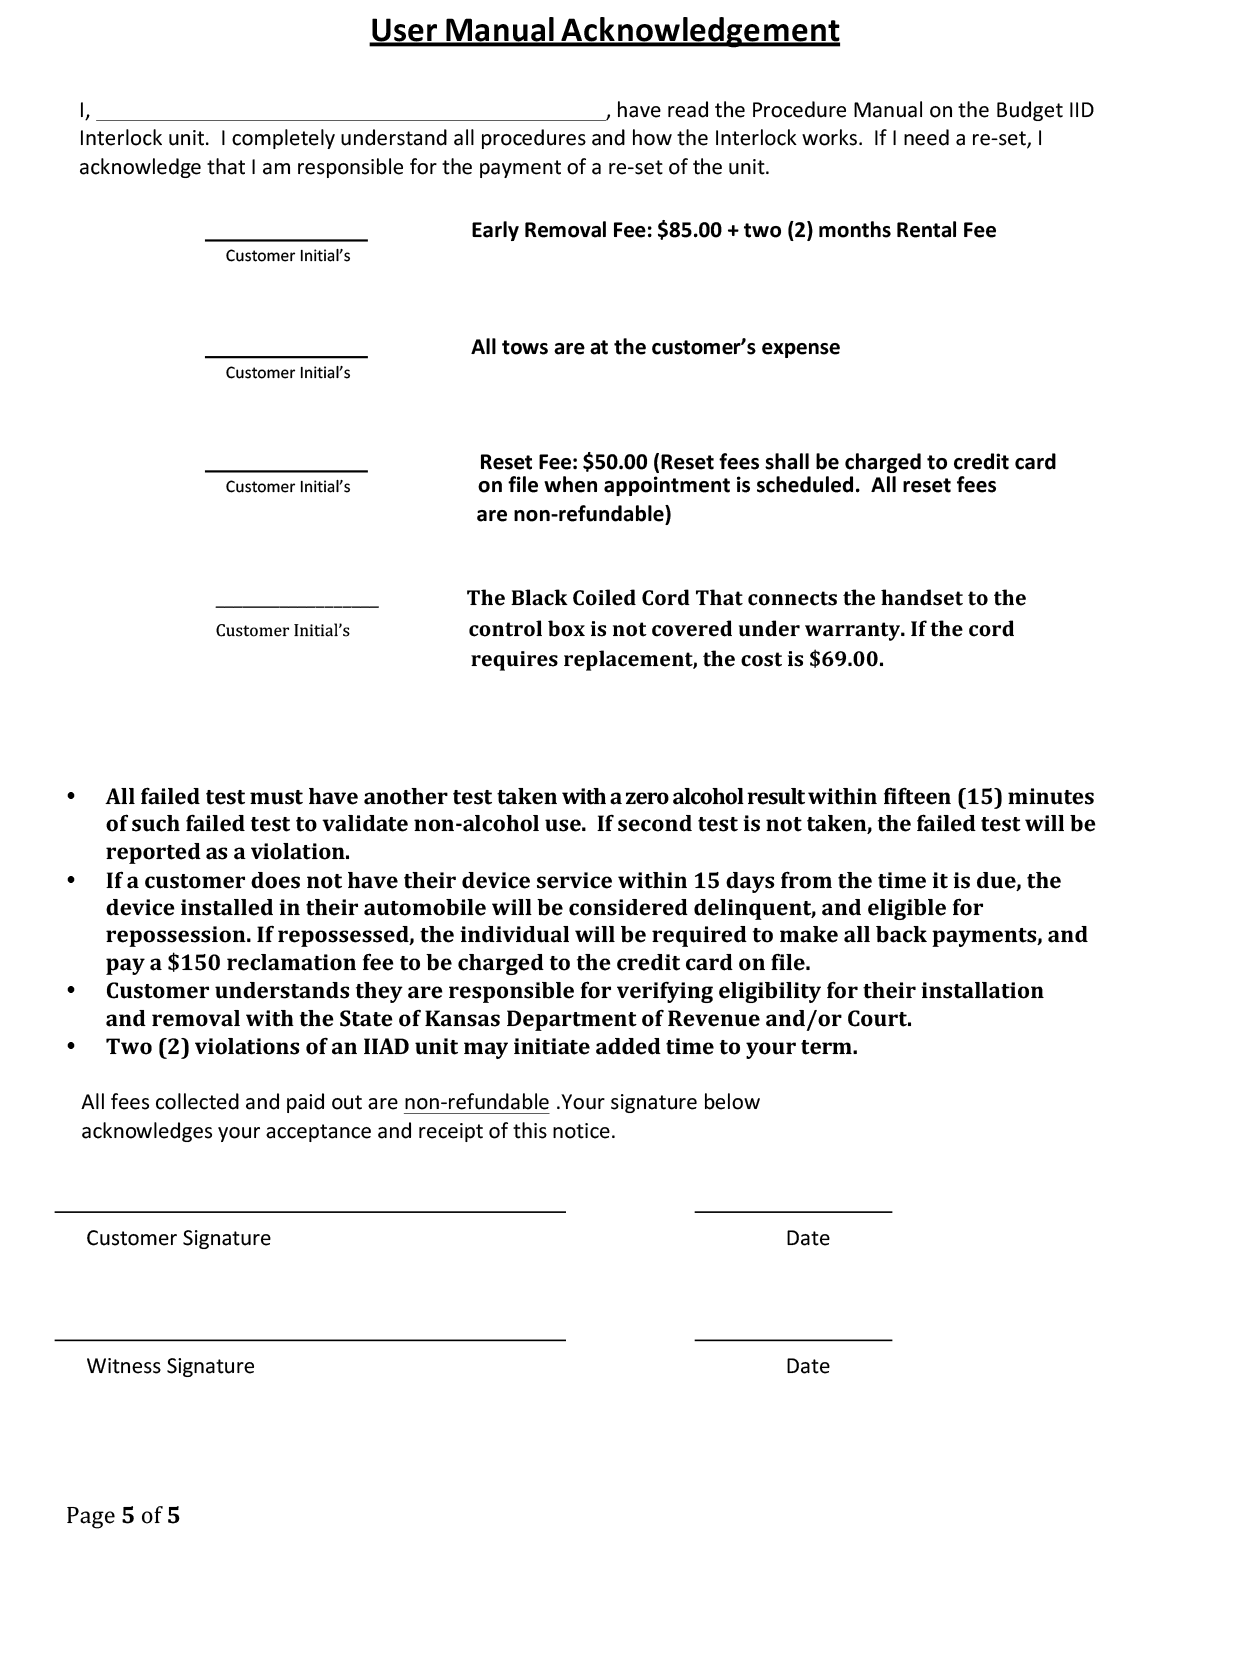 User Manual Acknowledgement
I, ______________________________________________, have read the Procedure Manual on the Budget IID
Interlock unit. I completely understand all procedures and how the Interlock works. If I need a re-set, I
acknowledge that I am responsible for the payment of a re-set of the unit.
Early Removal Fee: $85.00 + two (2) months Rental Fee
Customer Initial’s
All tows are at the customer’s expense
Customer Initial’s
Reset Fee: $50.00 (Reset fees shall be charged to credit card
Customer Initial’s
on file when appointment is scheduled. All reset fees
are non-refundable)
The Black Coiled Cord That connects the handset to the
Customer Initial’s
control box is not covered under warranty. If the cord
requires replacement, the cost is $69.00.
• All failed test must have another test taken with a zero alcohol result within fifteen (15) minutes
of such failed test to validate non-alcohol use. If second test is not taken, the failed test will be
reported as a violation.
• If a customer does not have their device service within 15 days from the time it is due, the
device installed in their automobile will be considered delinquent, and eligible for
repossession. If repossessed, the individual will be required to make all back payments, and
pay a $150 reclamation fee to be charged to the credit card on file.
• Customer understands they are responsible for verifying eligibility for their installation
and removal with the State of Kansas Department of Revenue and/or Court.
• Two (2) violations of an IIAD unit may initiate added time to your term.
All fees collected and paid out are non-refundable .Your signature below
acknowledges your acceptance and receipt of this notice.
Customer Signature Date
Witness Signature Date
Page 5 of 5